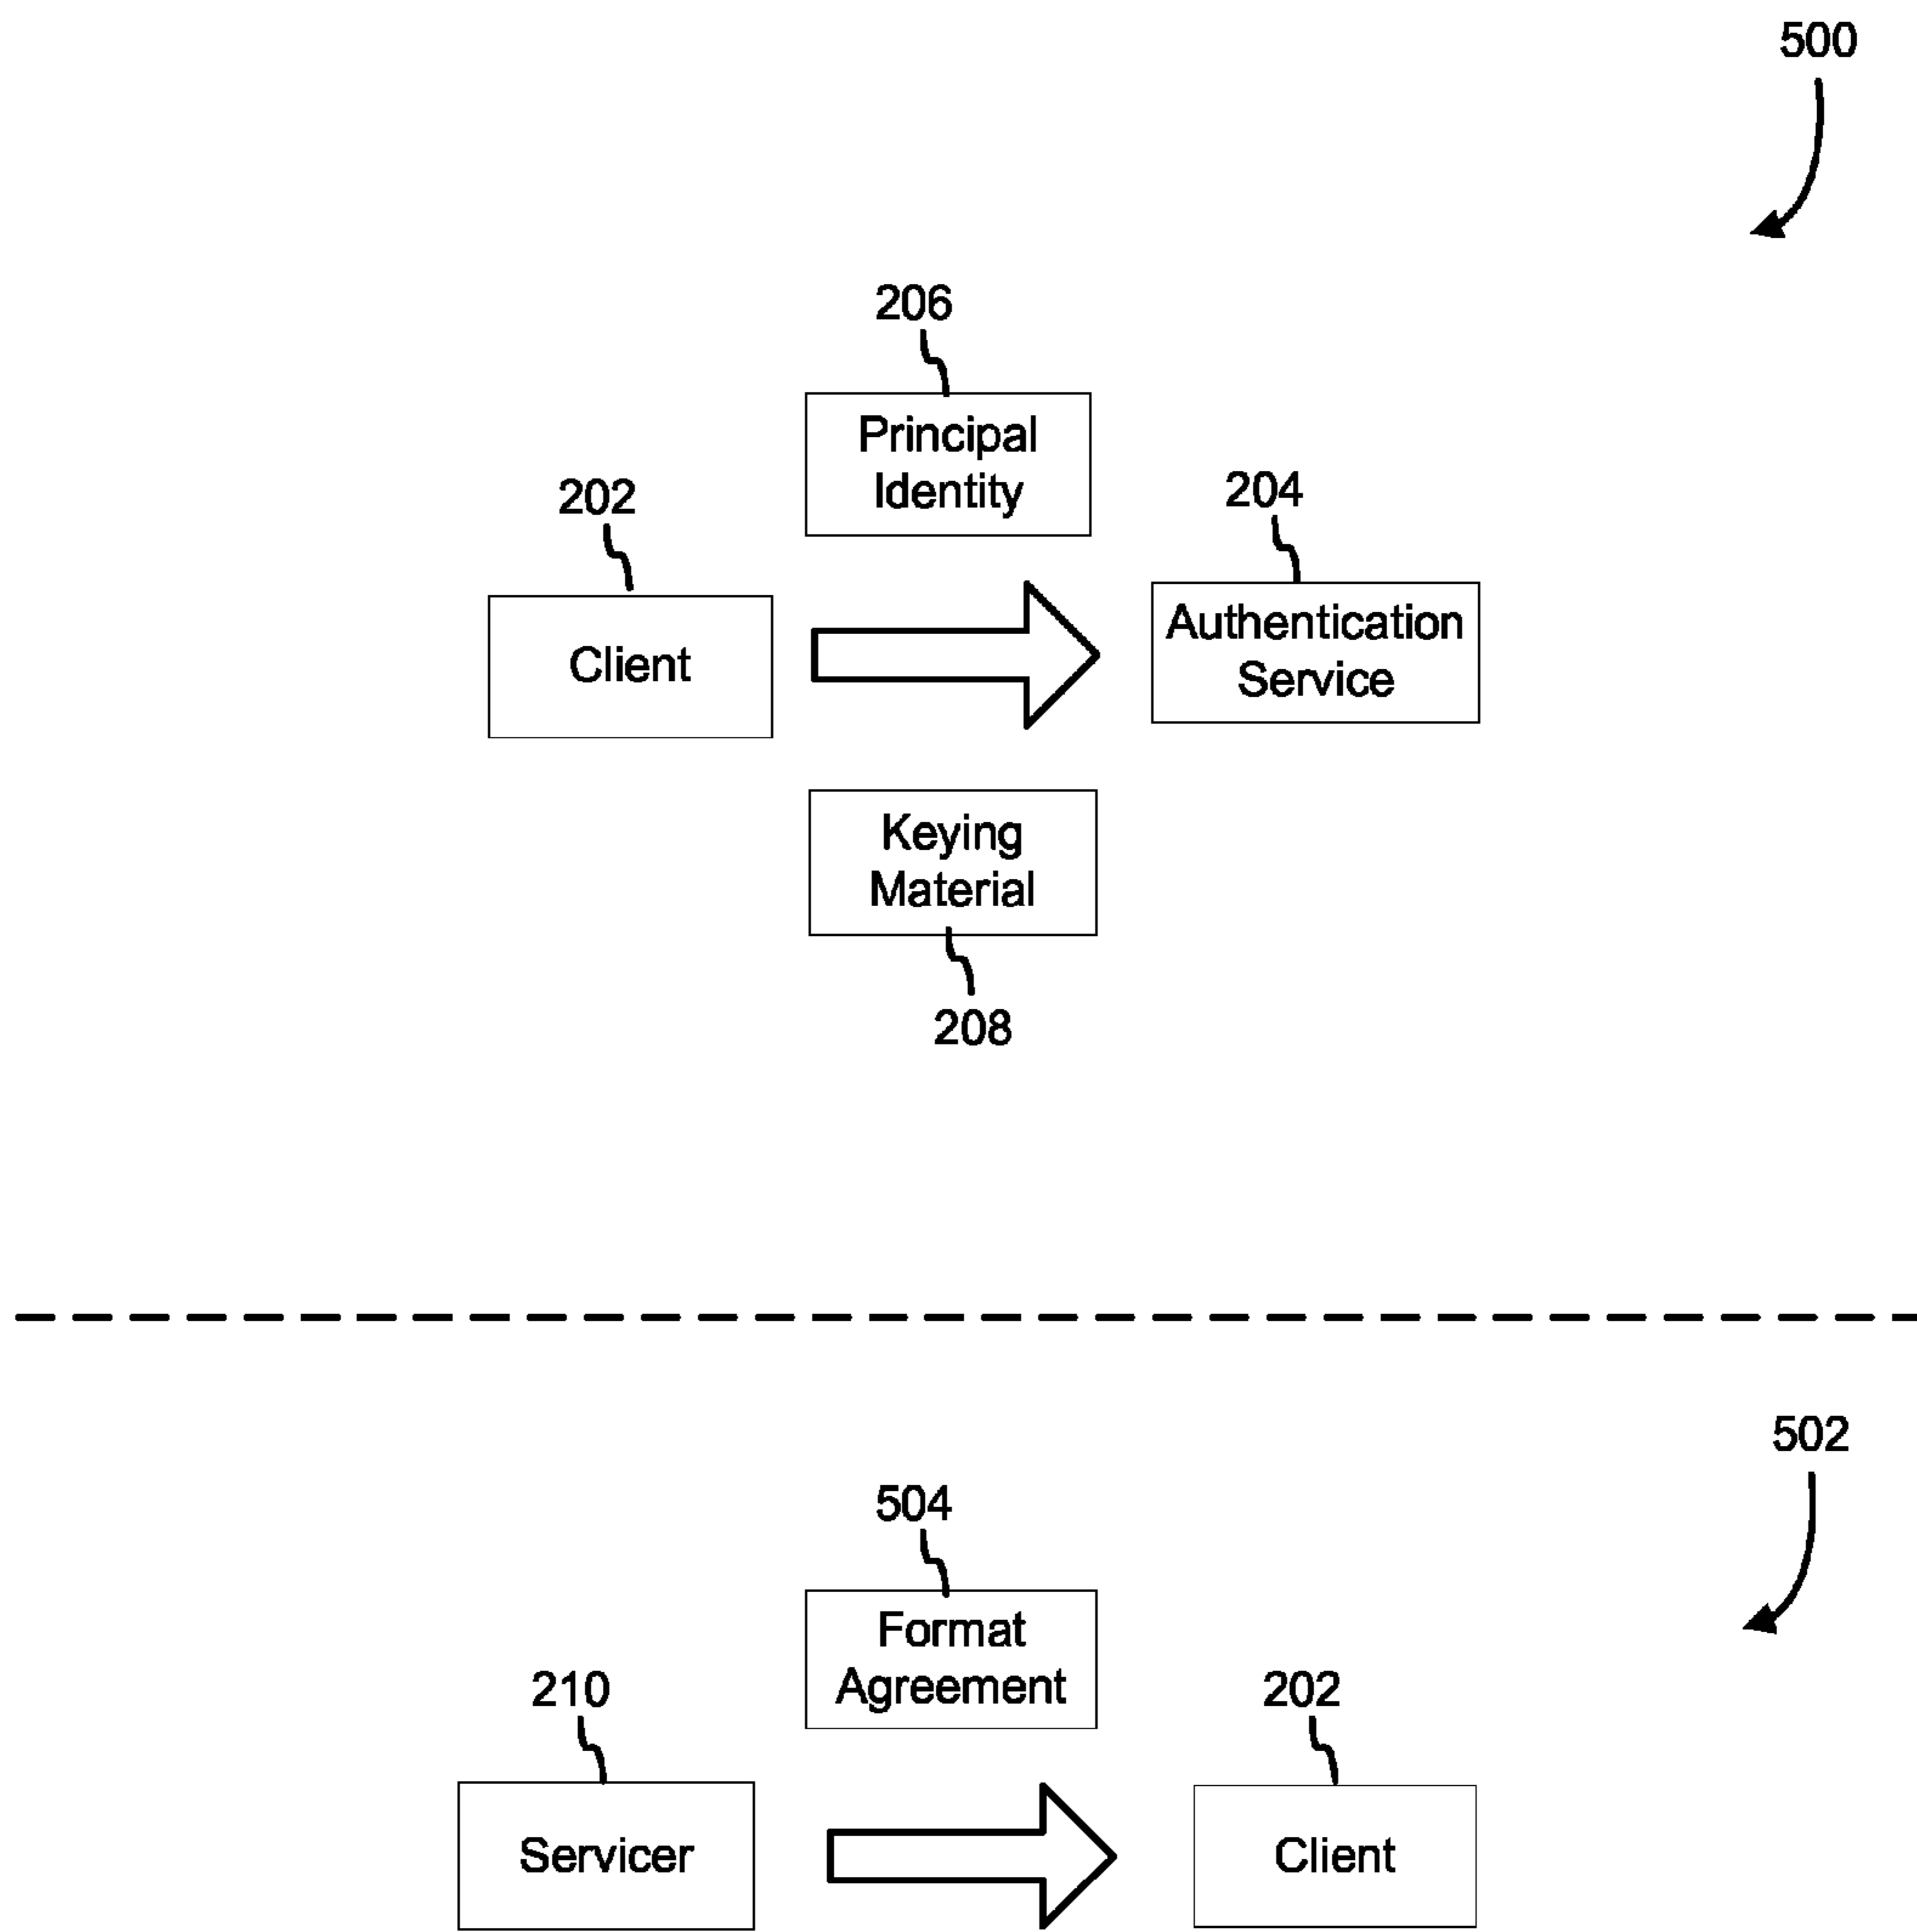 500
206
Principal
Identity
202
204
Client
Authentication
Service
Keying
Material
208
502
504
Format
Agreement
210
202
Servicer
Client